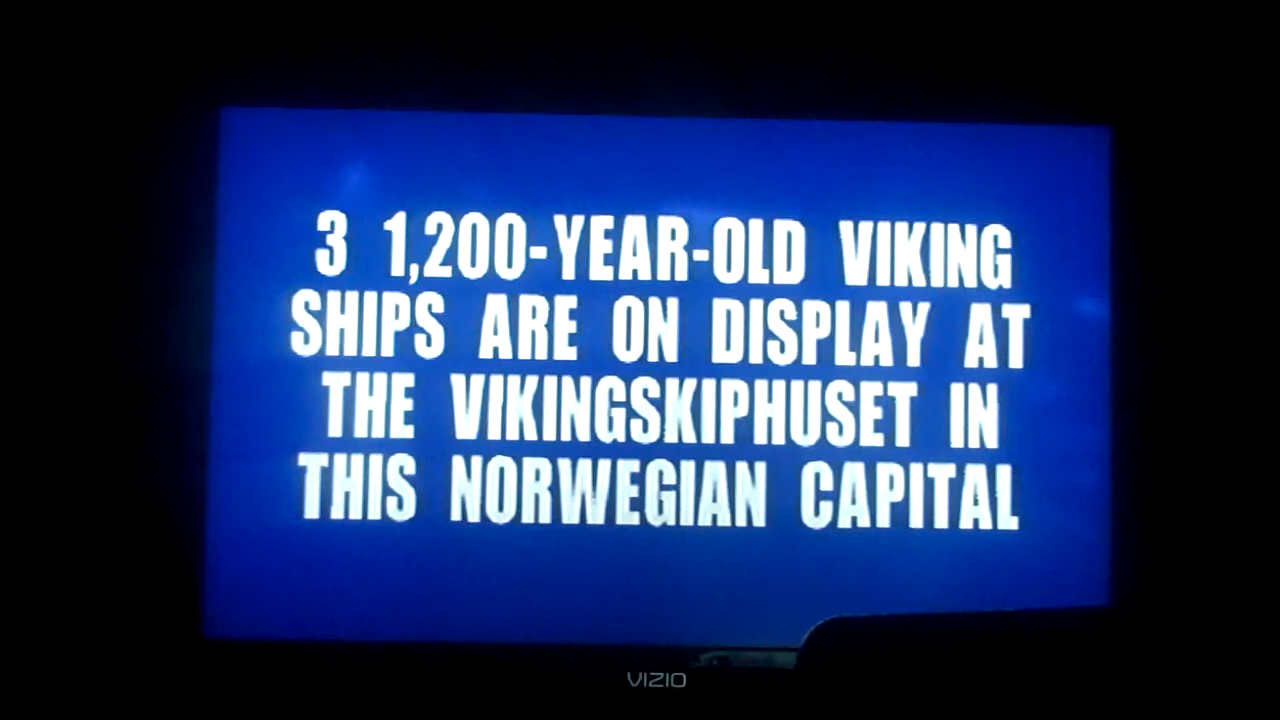 3 1,200-YEAR-OLD VIKING
SHIPS ARE ON DISPLAY AT
THE VIKINGSKIPHUSET IN
THIS NORWEGIAN CAPITAL
VIZIO